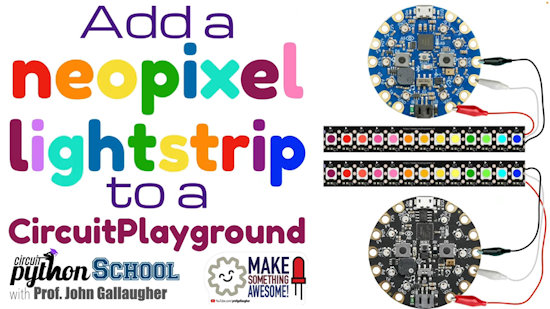 Add a
neopixel
lightstrip
to a
CircuitPlayground
circuit
python SCHOOL
with Prof. John Gallaugher
MAKE
SOMETHING
AWESOME!